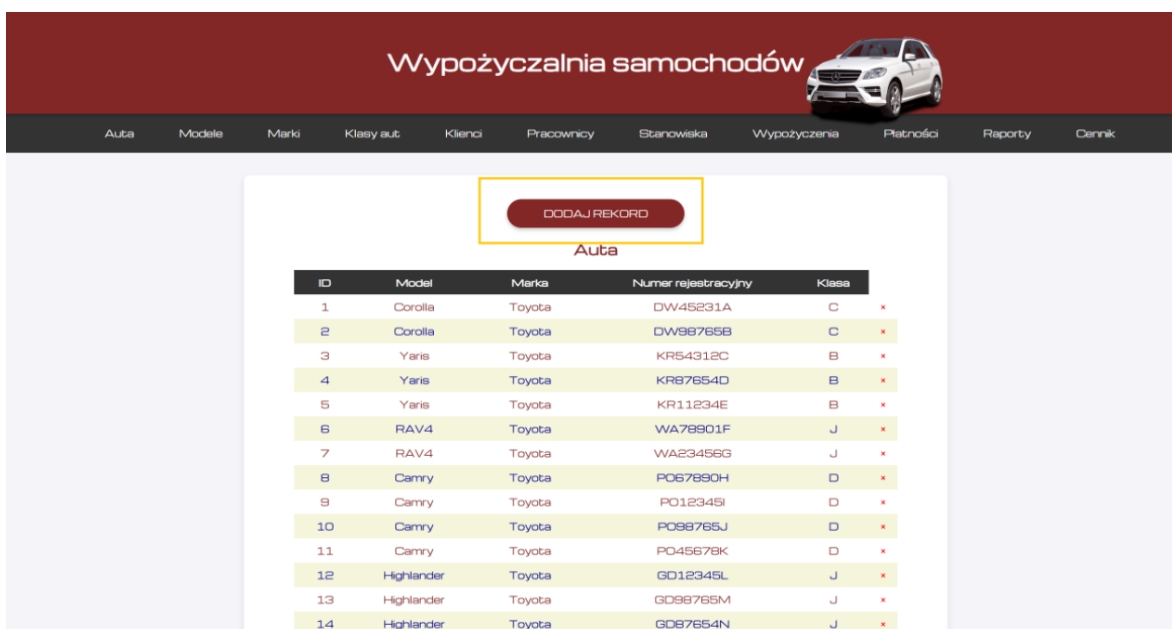 Wypożyczalnia samochodów
Auta Modele Marki Klasy aut Klienci Pracownicy Stanowiska Wypożyczenia Płatności Raporty Cennik
DODAJ REKORD
Auta
ID Model Marka Numer rejestracyjny Klasa
1 Corolla Toyota DW45231A C ×
2 Corolla Toyota DW98765B C ×
3 Yaris Toyota KR54312C B ×
4 Yaris Toyota KR87654D B ×
5 Yaris Toyota KR11234E B ×
6 RAV4 Toyota WA78901F J ×
7 RAV4 Toyota WA23456G J ×
8 Camry Toyota PO67890H D ×
9 Camry Toyota PO12345I D ×
10 Camry Toyota PO98765J D ×
11 Camry Toyota PO45678K D ×
12 Highlander Toyota GD12345L J ×
13 Highlander Toyota GD98765M J ×
14 Highlander Toyota GD87654N J ×